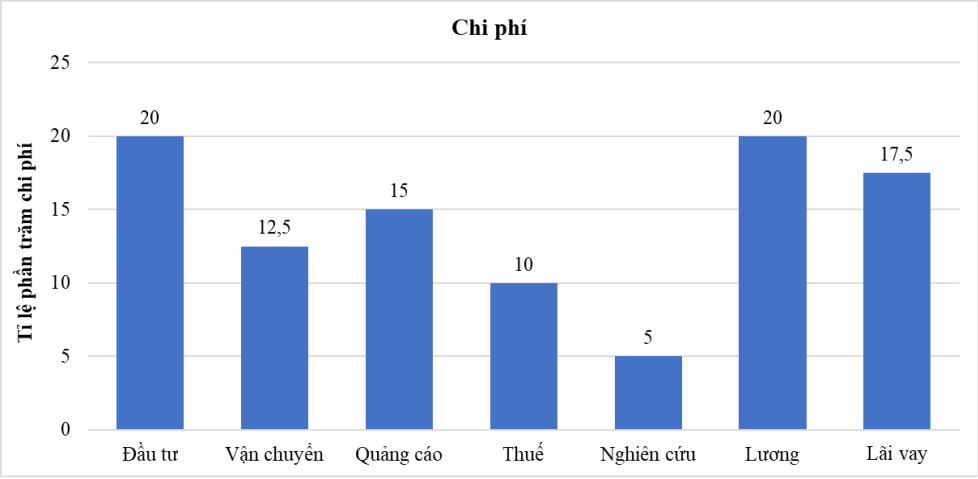 Chi phí
Tỉ lệ phần trăm chi phí
25
20
15
10
5
0
20
12,5
15
10
5
20
17,5
Đầu tư
Vận chuyển
Quảng cáo
Thuế
Nghiên cứu
Lương
Lãi vay